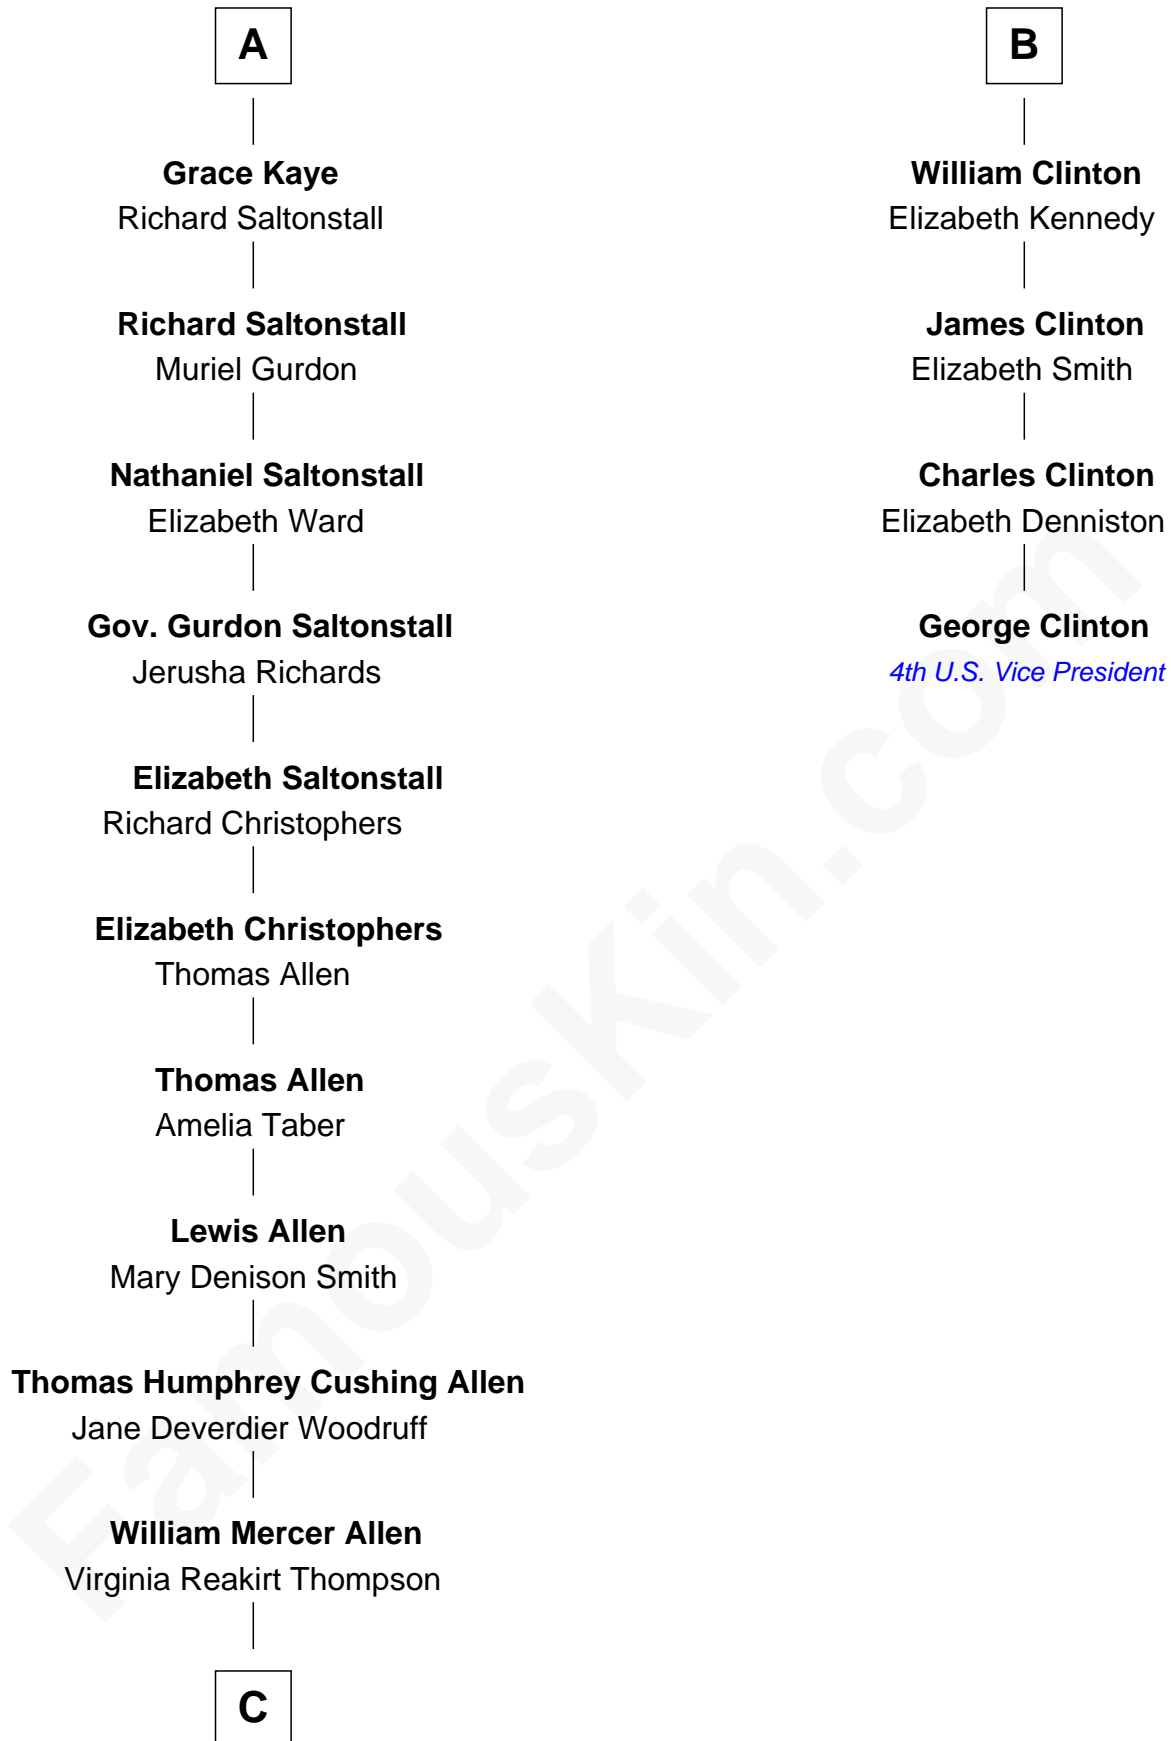 A
Grace Kaye
Richard Saltonstall
Richard Saltonstall
Muriel Gurdon
Nathaniel Saltonstall
Elizabeth Ward
Gov. Gurdon Saltonstall
Jerusha Richards
Elizabeth Saltonstall
Richard Christophers
Elizabeth Christophers
Thomas Allen
Thomas Allen
Amelia Taber
Lewis Allen
Mary Denison Smith
Thomas Humphrey Cushing Allen
Jane Deverdier Woodruff
William Mercer Allen
Virginia Reakirt Thompson
C
B
William Clinton
Elizabeth Kennedy
James Clinton
Elizabeth Smith
Charles Clinton
Elizabeth Denniston
George Clinton
4th U.S. Vice President
FamousKin.com